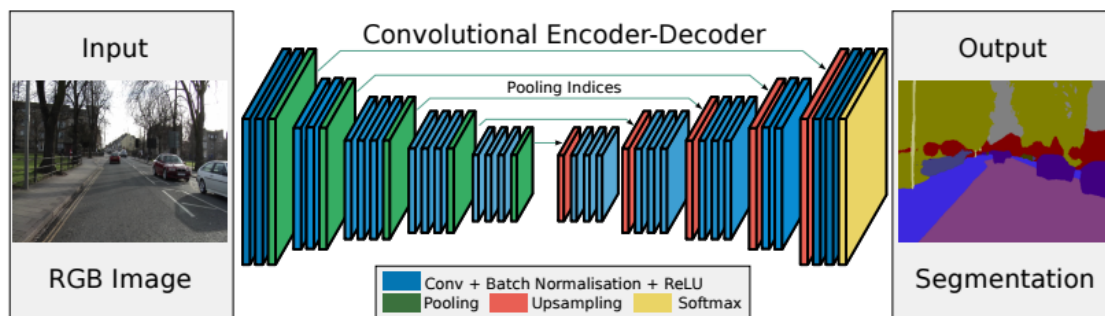 Input
RGB Image
Convolutional Encoder-Decoder
Pooling Indices
Conv + Batch Normalisation + ReLU
Pooling Upsampling Softmax
Output
Segmentation